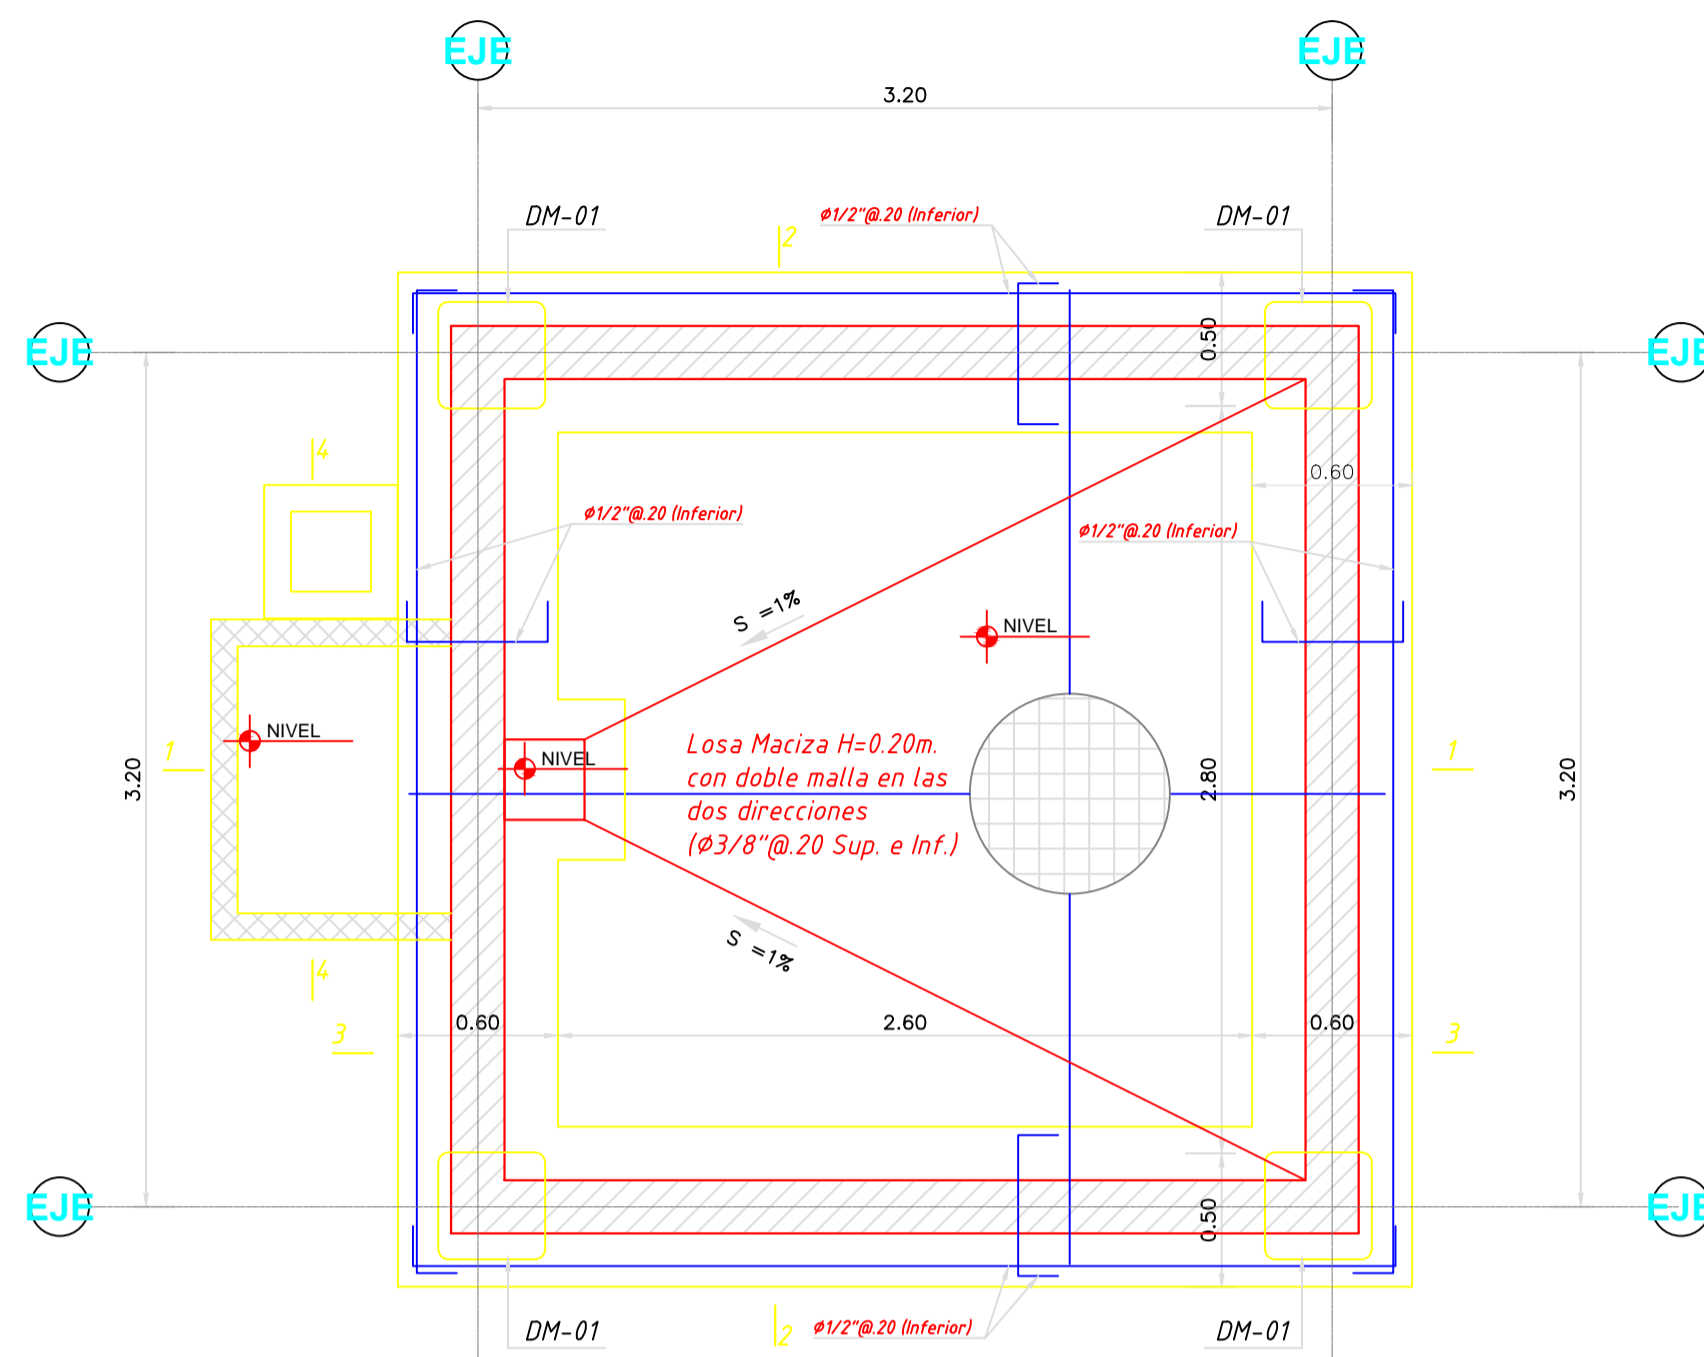 EJE
EJE
3.20
DM-01
Ø1/2"@.20 (Inferior)
DM-01
2
EJE
0.50
EJE
4
0.60
Ø1/2"@.20 (Inferior)
Ø1/2"@.20 (Inferior)
S =1%
NIVEL
NIVEL
1
NIVEL
3.20
Losa Maciza H=0.20m.
con doble malla en las
dos direcciones
(Ø3/8"@.20 Sup. e Inf.)
2.80
1
3.20
S =1%
4
3
0.60
2.60
0.60
3
EJE
0.50
EJE
DM-01
2
Ø1/2"@.20 (Inferior)
DM-01